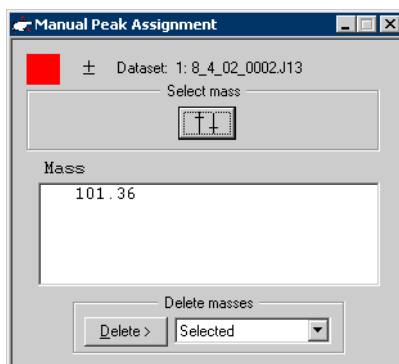 Manual Peak Assignment
± Dataset: 1: 8_4_02_0002.J13
Select mass
Mass
101.36
Delete masses
Delete > Selected